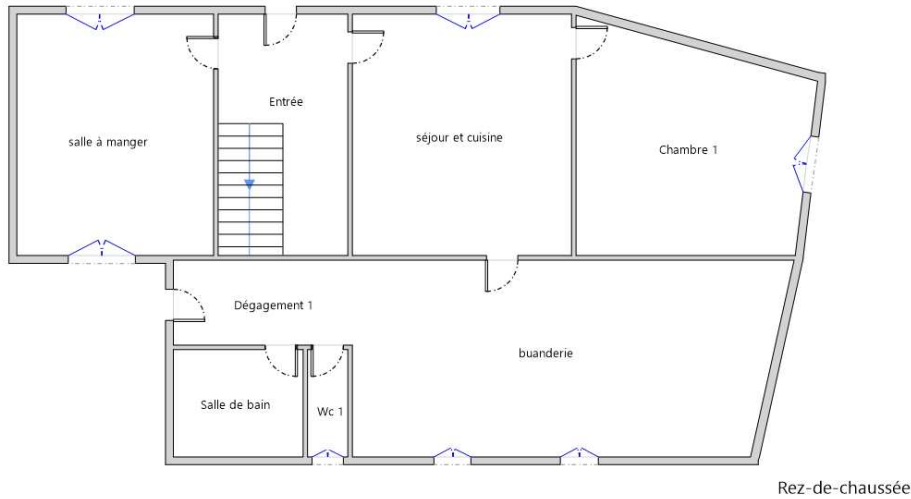 Entrée
salle à manger
séjour et cuisine
Chambre 1
Dégagement 1
buanderie
Salle de bain
Wc 1
Rez-de-chaussée